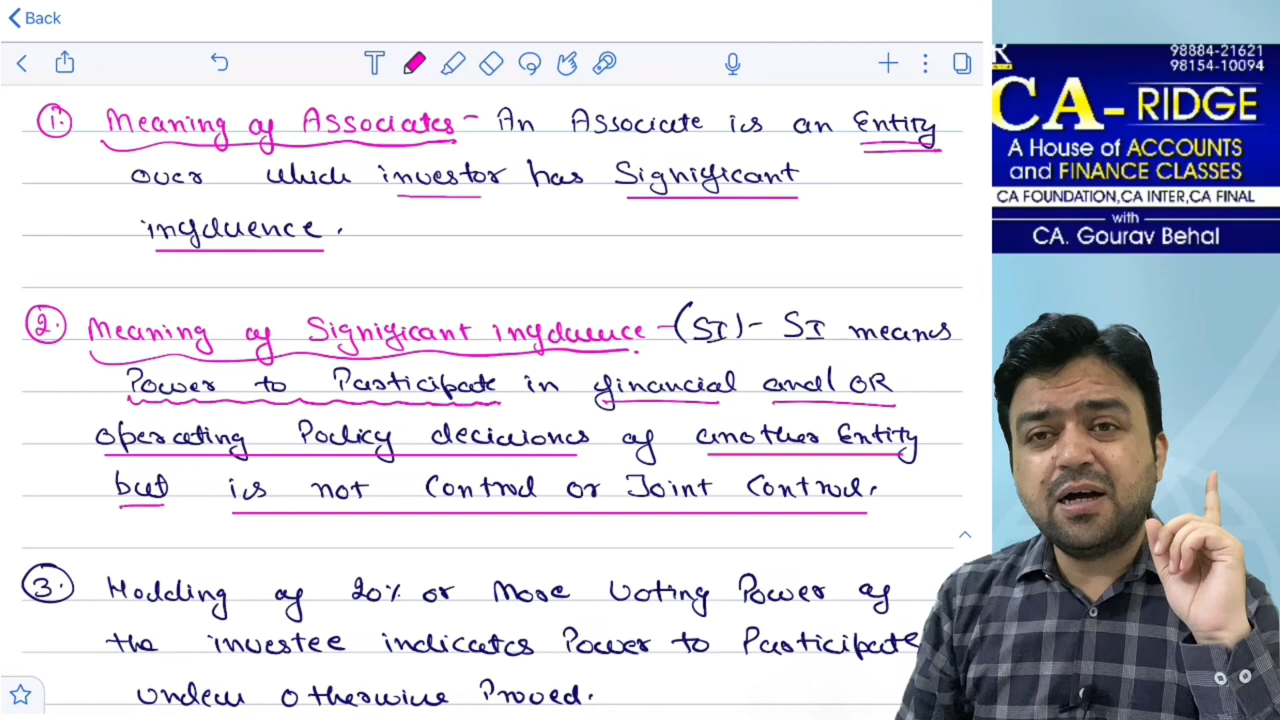 Back
1. Meaning of Associates - An Associate is an Entity
over which investor has Significant
influence.
2. Meaning of Significant influence - (SI) - SI means
Power to Participate in financial and OR
operating Policy decisions of another Entity
but is not Control or Joint Control.
3. Holding of 20% or More Voting Power of
the investee indicates Power to Participate
unless otherwise Proved.
R
98884-21621
98154-10094
CA- RIDGE
A House of ACCOUNTS
and FINANCE CLASSES
CA FOUNDATION,CA INTER,CA FINAL
with
CA. Gourav Behal